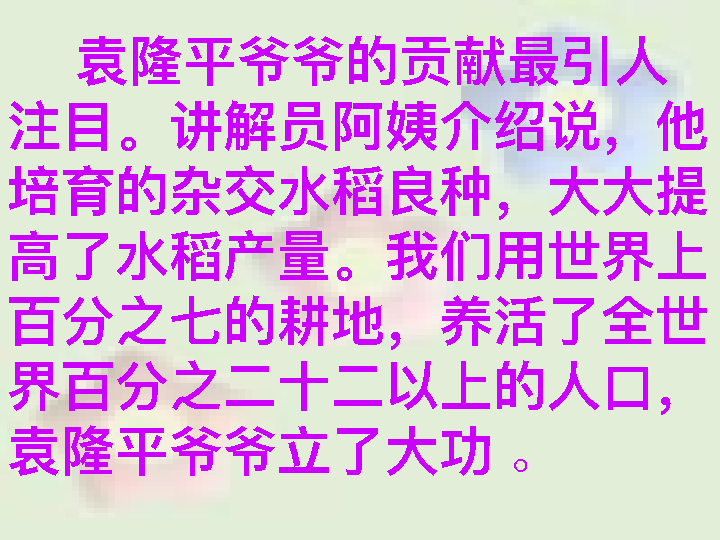 袁隆平爷爷的贡献最引人
注目。讲解员阿姨介绍说，他
培育的杂交水稻良种，大大提
高了水稻产量。我们用世界上
百分之七的耕地，养活了全世
界百分之二十二以上的人口，
袁隆平爷爷立了大功 。